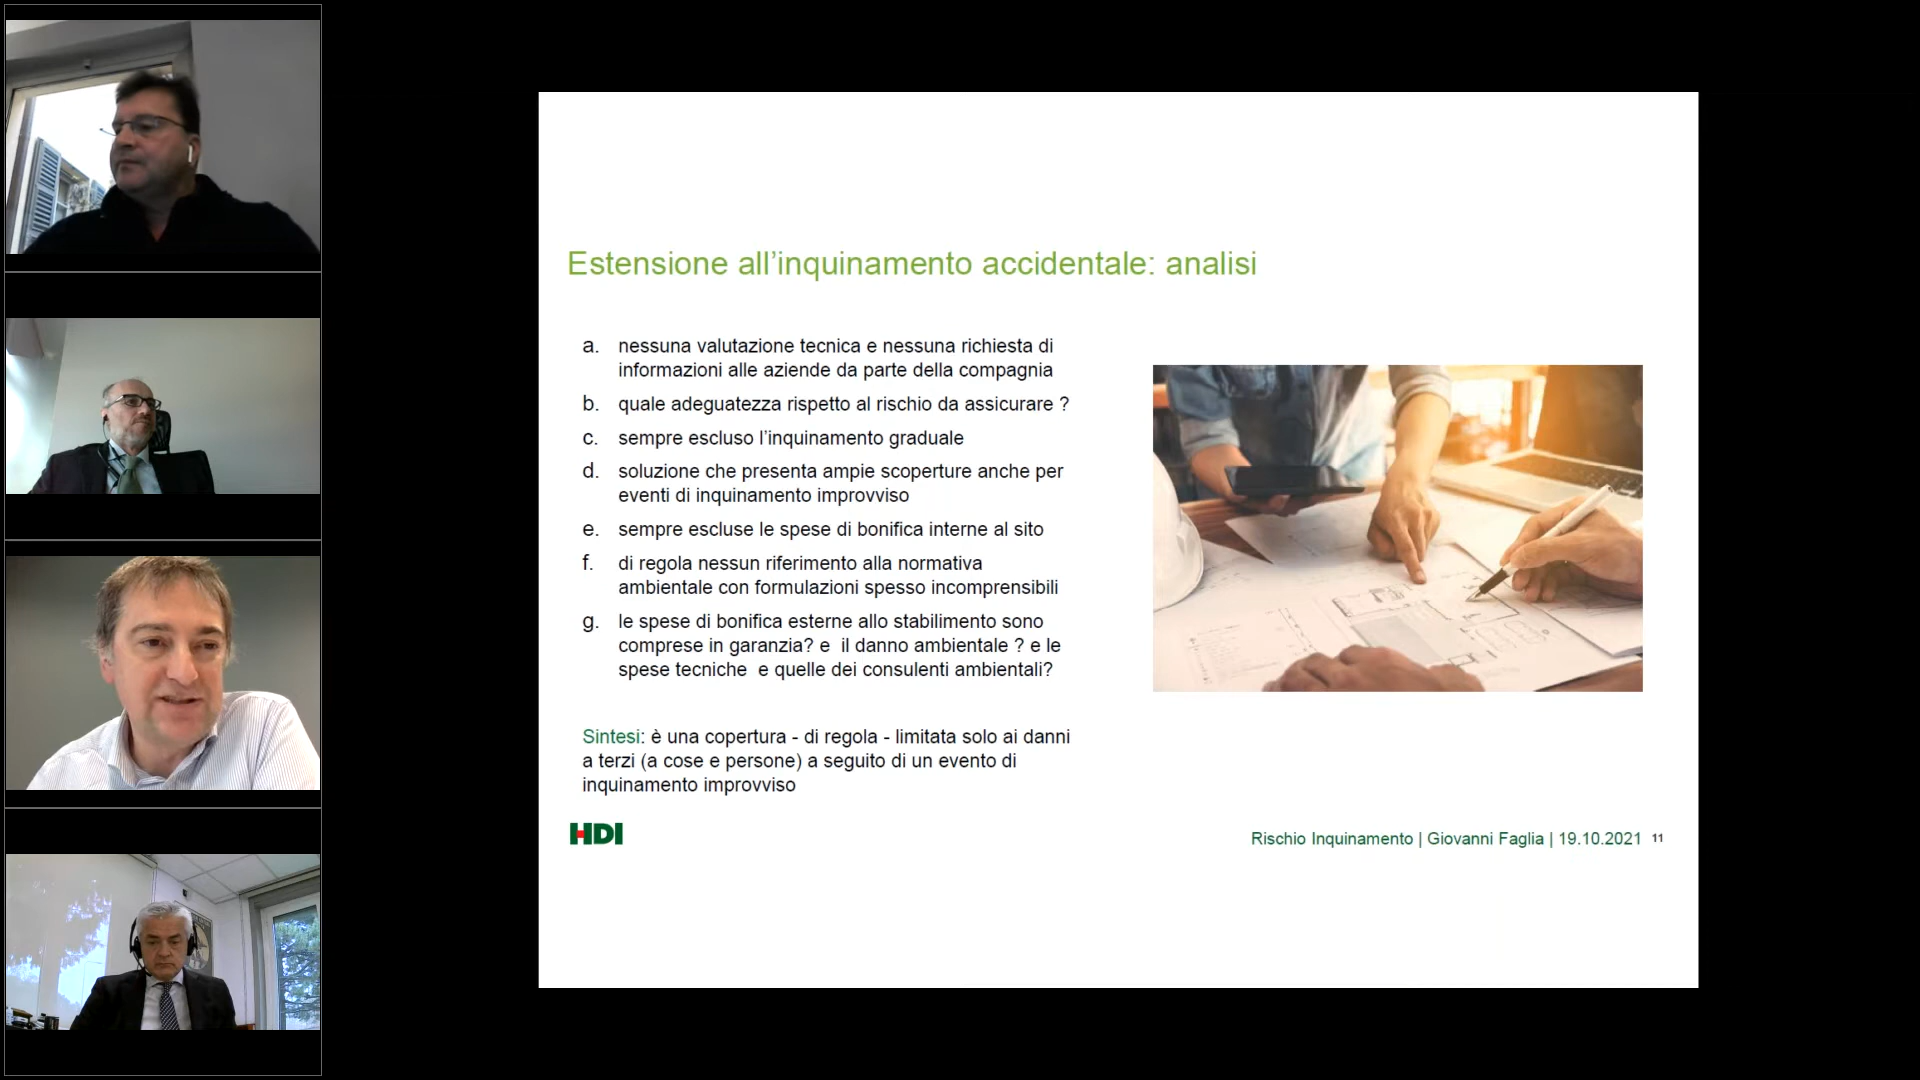 Estensione all’inquinamento accidentale: analisi
a. nessuna valutazione tecnica e nessuna richiesta di
informazioni alle aziende da parte della compagnia
b. quale adeguatezza rispetto al rischio da assicurare ?
c. sempre escluso l’inquinamento graduale
d. soluzione che presenta ampie scoperture anche per
eventi di inquinamento improvviso
e. sempre escluse le spese di bonifica interne al sito
f. di regola nessun riferimento alla normativa
ambientale con formulazioni spesso incomprensibili
g. le spese di bonifica esterne allo stabilimento sono
comprese in garanzia? e il danno ambientale ? e le
spese tecniche e quelle dei consulenti ambientali?
Sintesi: è una copertura - di regola - limitata solo ai danni
a terzi (a cose e persone) a seguito di un evento di
inquinamento improvviso
HDI
Rischio Inquinamento | Giovanni Faglia | 19.10.2021 11